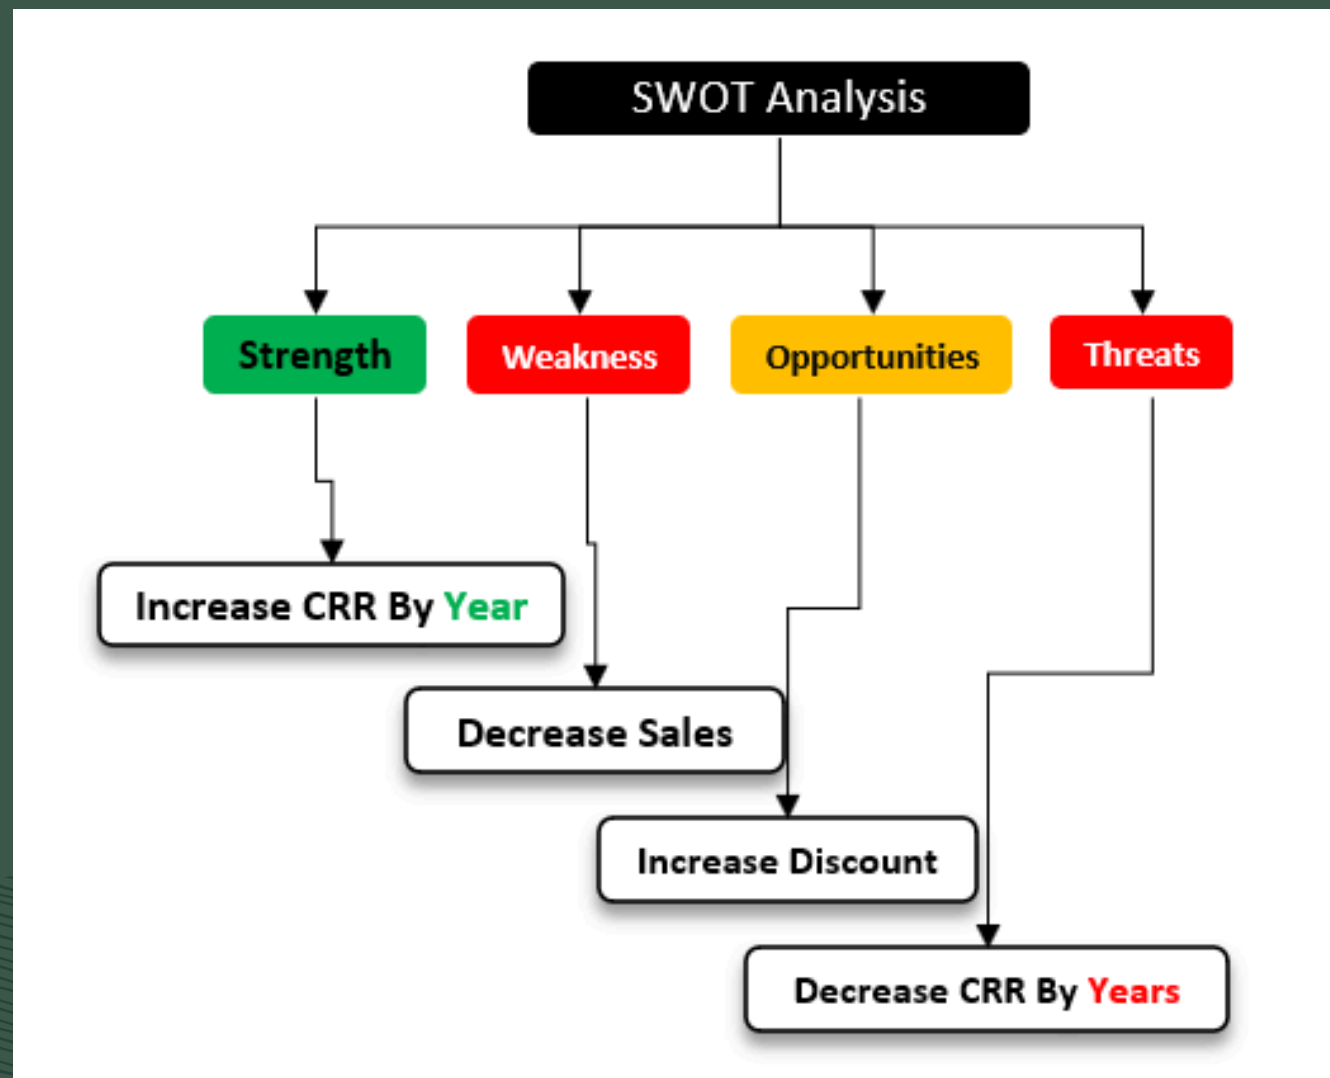 SWOT Analysis
Strength
Weakness
Opportunities
Threats
Increase CRR By Year
Decrease Sales
Increase Discount
Decrease CRR By Years